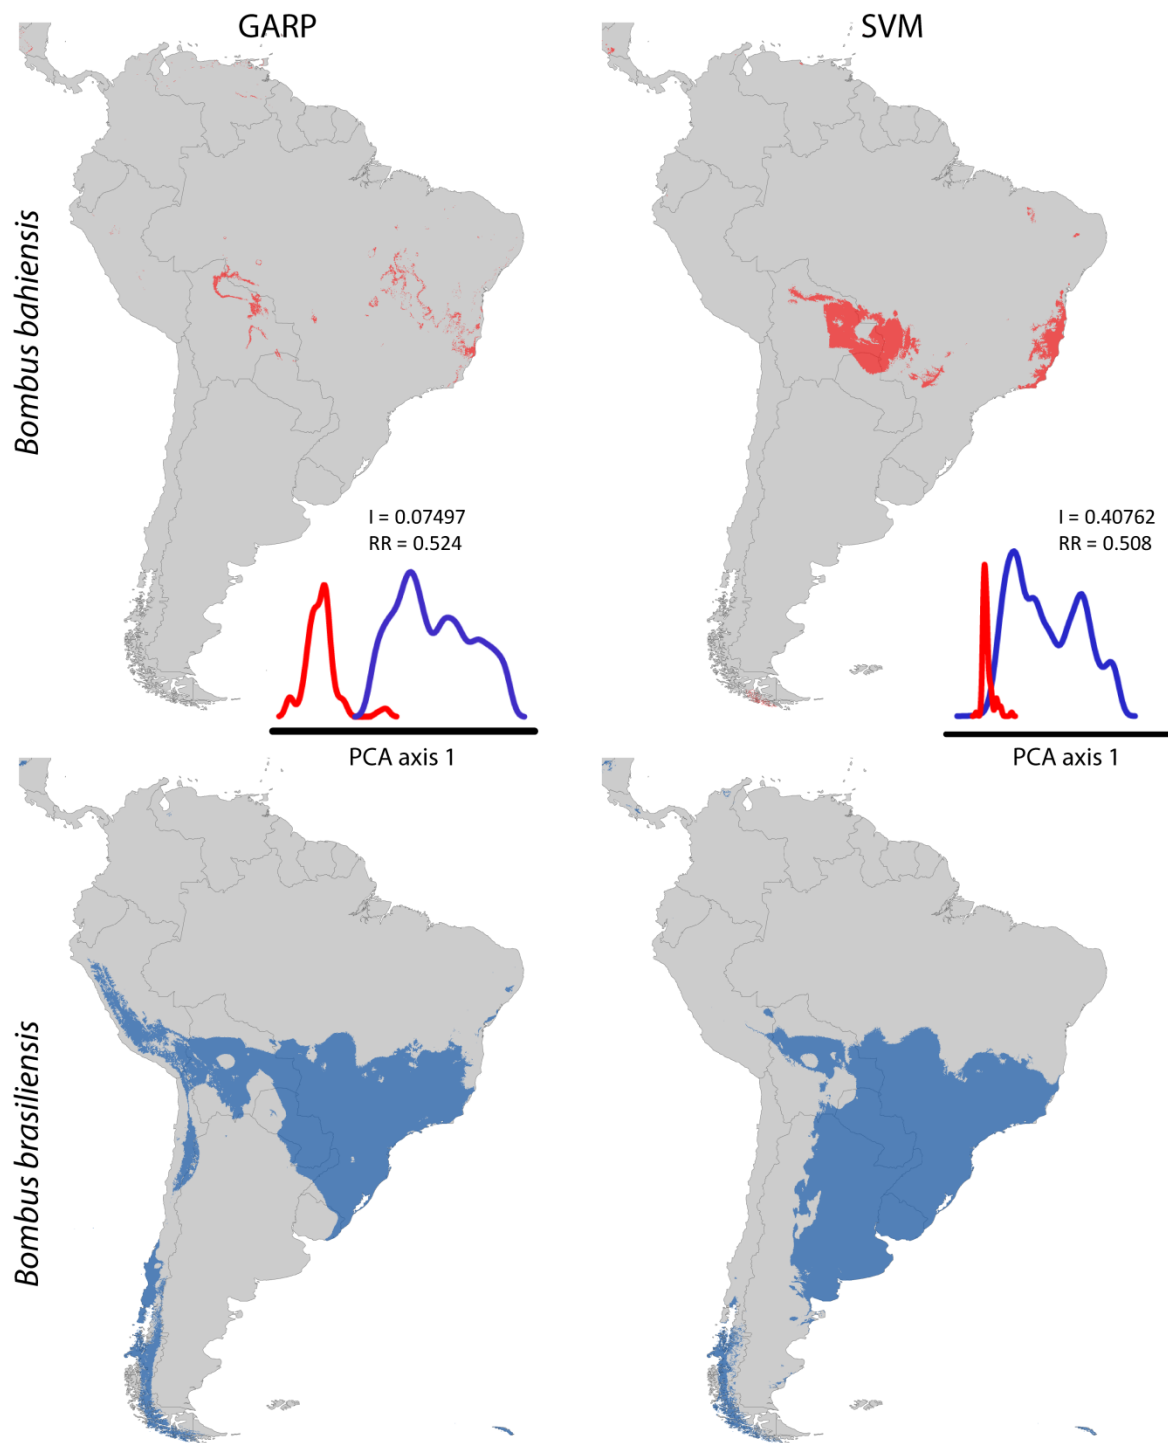 GARP
SVM
Bombus bahiensis
I = 0.07497
RR = 0.524
I = 0.40762
RR = 0.508
PCA axis 1
PCA axis 1
Bombus brasiliensis